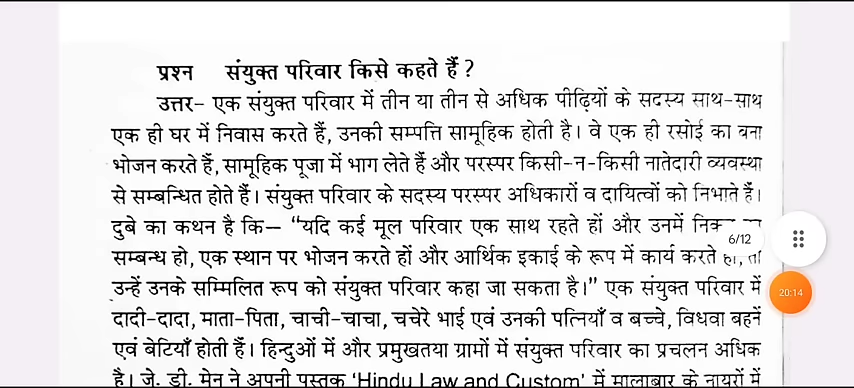 प्रश्न संयुक्त परिवार किसे कहते हैं ?
उत्तर- एक संयुक्त परिवार में तीन या तीन से अधिक पीढ़ियों के सदस्य साथ-साथ
एक ही घर में निवास करते हैं, उनकी सम्पत्ति सामूहिक होती है। वे एक ही रसोई का बना
भोजन करते हैं, सामूहिक पूजा में भाग लेते हैं और परस्पर किसी-न-किसी नातेदारी व्यवस्था
से सम्बन्धित होते हैं। संयुक्त परिवार के सदस्य परस्पर अधिकारों व दायित्वों को निभाते हैं।
दुबे का कथन है कि— “यदि कई मूल परिवार एक साथ रहते हों और उनमें
6/12
सम्बन्ध हो, एक स्थान पर भोजन करते हों और आर्थिक इकाई के रूप में कार्य करते
उन्हें उनके सम्मिलित रूप को संयुक्त परिवार कहा जा सकता है।” एक संयुक्त परिवार में
20:14
दादी-दादा, माता-पिता, चाची-चाचा, चचेरे भाई एवं उनकी पत्नियाँ व बच्चे, विधवा बहनें
एवं बेटियाँ होती हैं। हिन्दुओं में और प्रमुखतया ग्रामों में संयुक्त परिवार का प्रचलन अधिक
है। जे. डी. मेन ने अपनी पुस्तक ‘Hindu Law and Custom’ में मालाबार के नायरों में